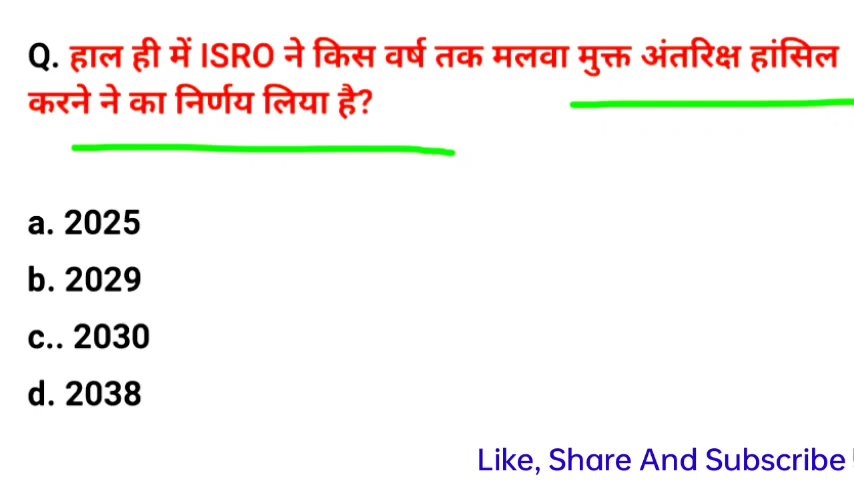 Q. हाल ही में ISRO ने किस वर्ष तक मलवा मुक्त अंतरिक्ष हांसिल
करने ने का निर्णय लिया है?
a. 2025
b. 2029
c.. 2030
d. 2038
Like, Share And Subscribe